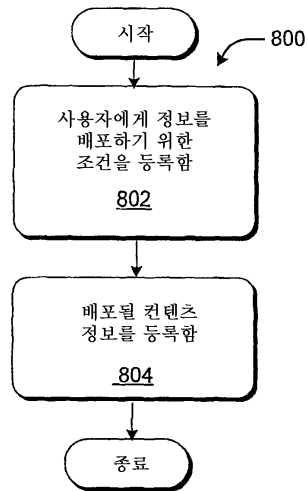 시작
800
사용자에게 정보를
배포하기 위한
조건을 등록함
802
배포될 컨텐츠
정보를 등록함
804
종료